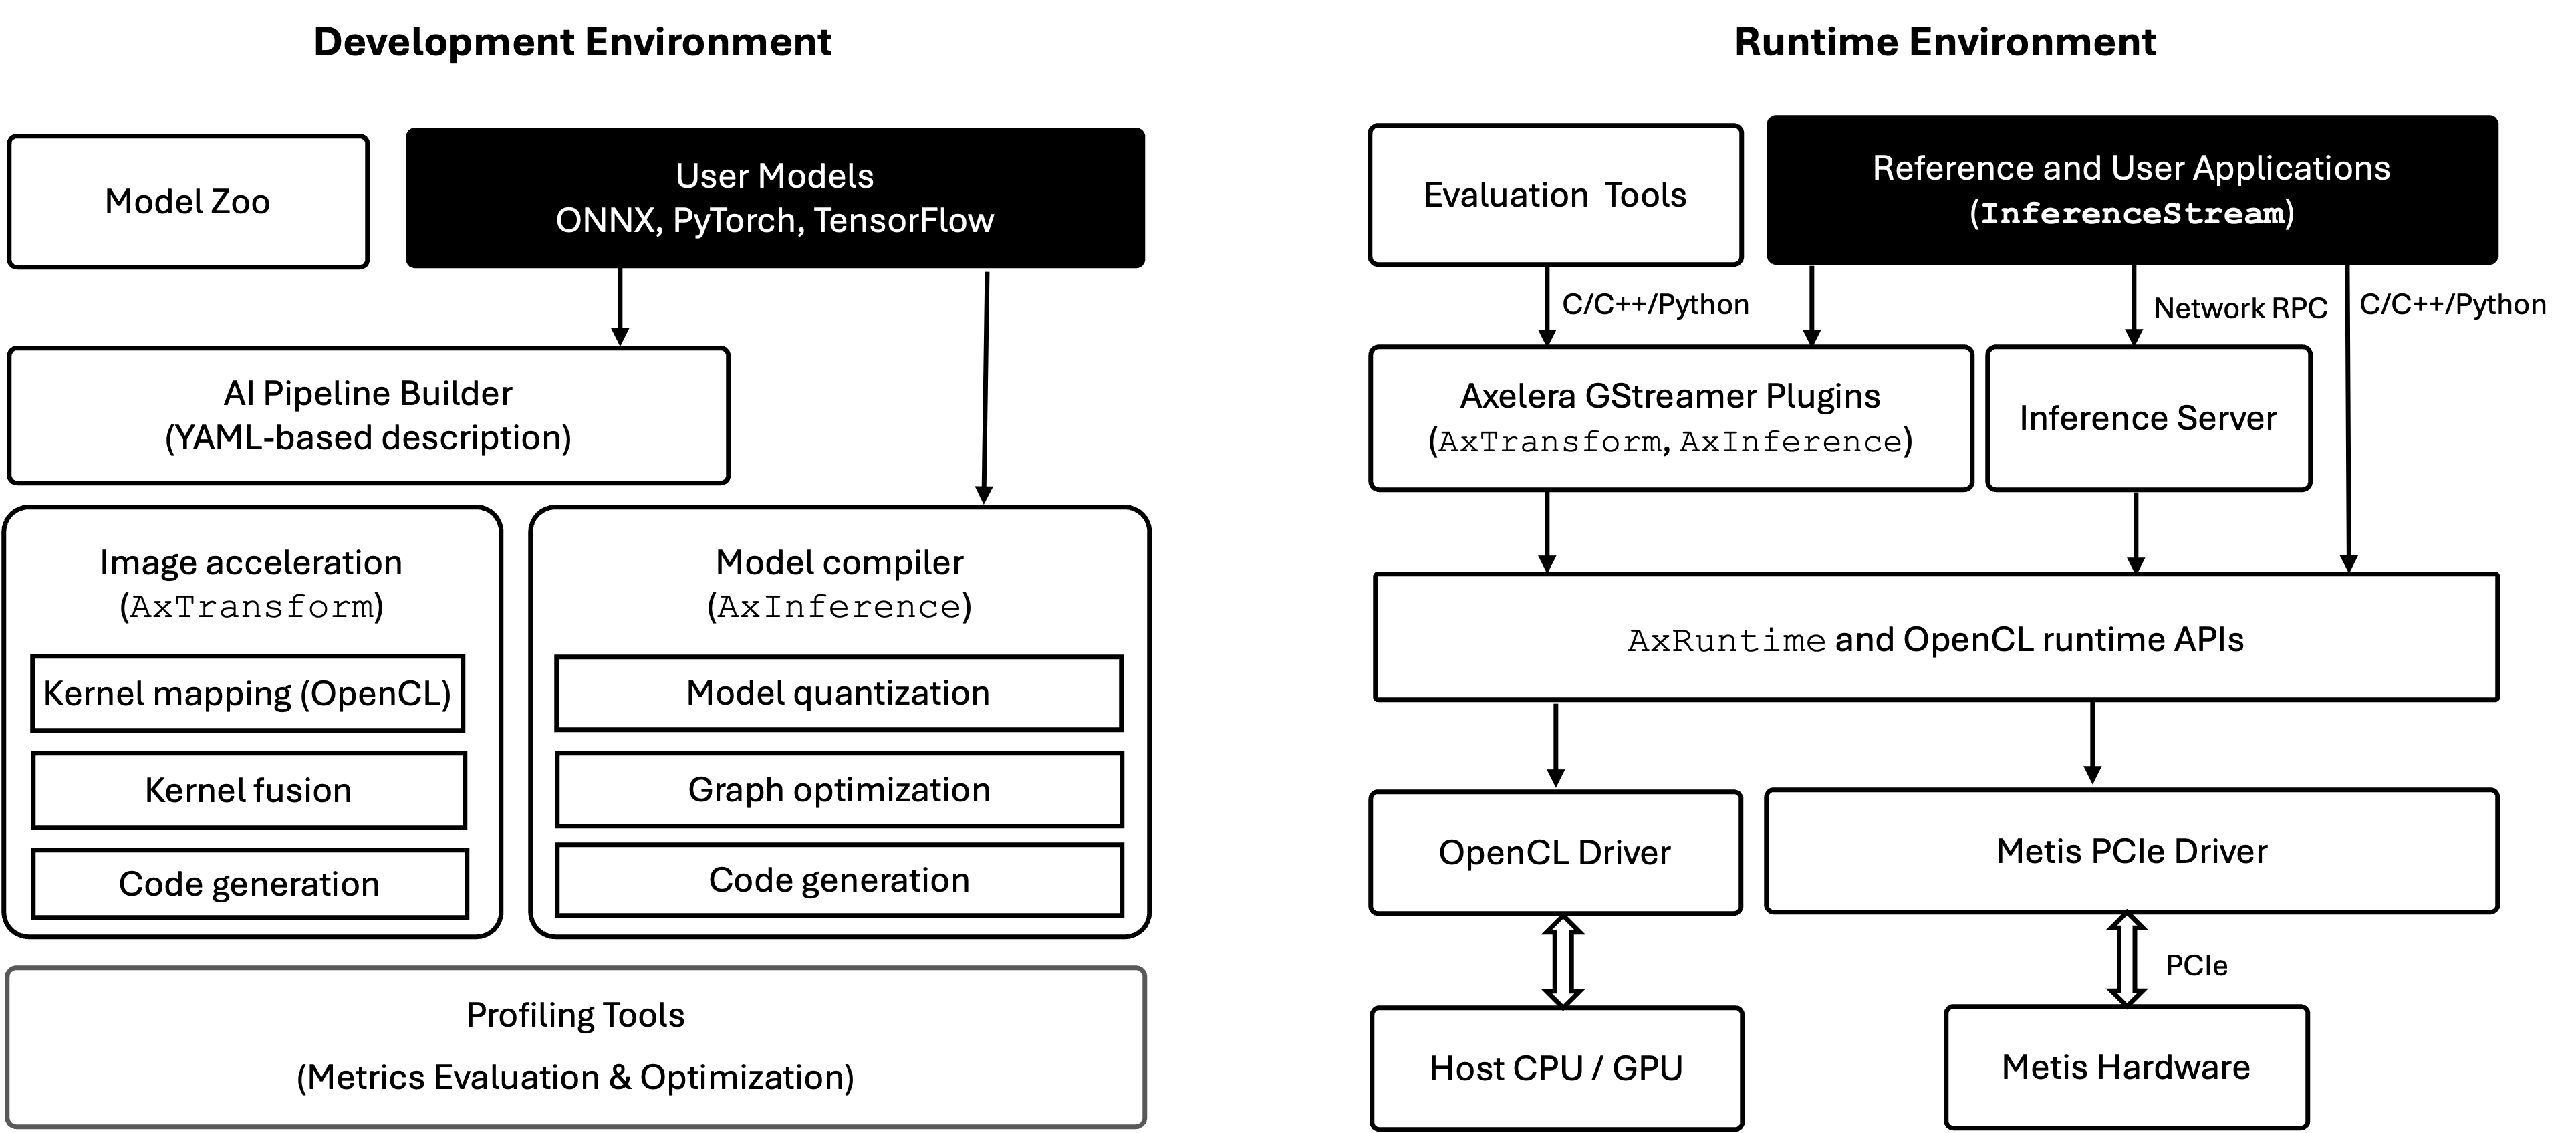 Development Environment
Model Zoo
User Models
ONNX, PyTorch, TensorFlow
AI Pipeline Builder
(YAML-based description)
Image acceleration
(AxTransform)
Kernel mapping (OpenCL)
Kernel fusion
Code generation
Model compiler
(AxInference)
Model quantization
Graph optimization
Code generation
Profiling Tools
(Metrics Evaluation & Optimization)
Runtime Environment
Evaluation Tools
Reference and User Applications
(InferenceStream)
C/C++/Python
Network RPC
C/C++/Python
Axelera GStreamer Plugins
(AxTransform, AxInference)
Inference Server
AxRuntime and OpenCL runtime APIs
OpenCL Driver
Metis PCIe Driver
PCIe
Host CPU / GPU
Metis Hardware